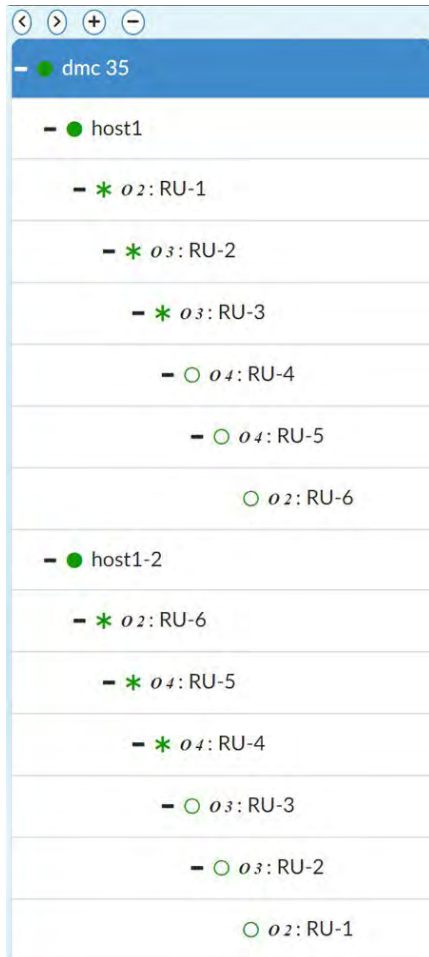 dmc 35
host1
O2: RU-1
O3: RU-2
O3: RU-3
O4: RU-4
O4: RU-5
O2: RU-6
host1-2
O2: RU-6
O4: RU-5
O4: RU-4
O3: RU-3
O3: RU-2
O2: RU-1